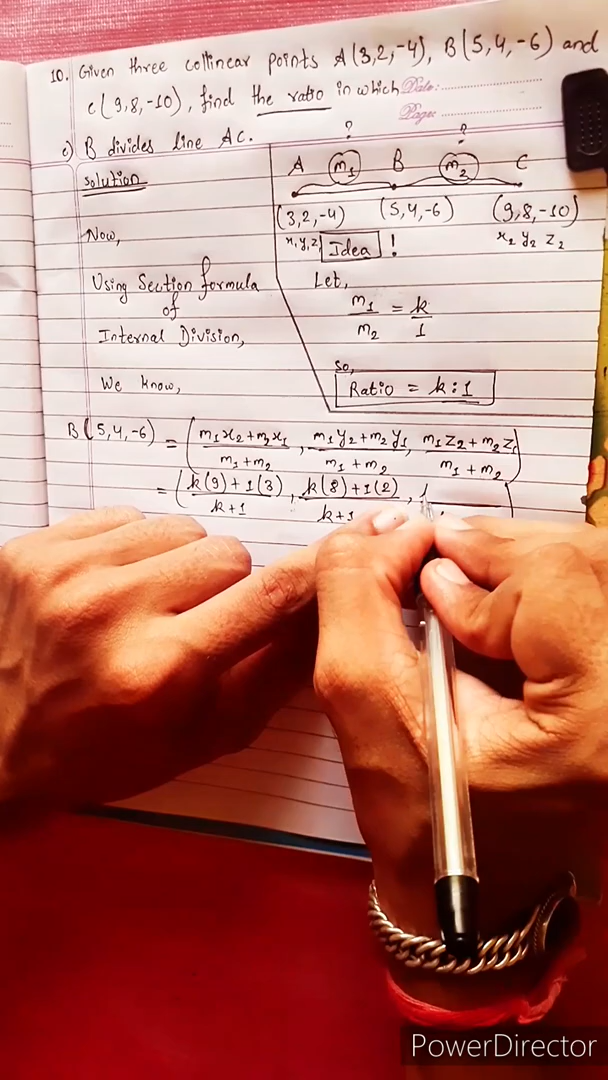 10. Given three collinear points A(3,2,-4), B(5,4,-6) and
C(9,8,-10), find the ratio in which
Date:
Page:
c) B divides line AC.
? ?
solution
A m₁ B m₂ C
(3,2,-4) (5,4,-6) (9,8,-10)
x₁ y₁ z₁ x₂ y₂ z₂
Now,
Idea !
Using Section formula
of
Internal Division,
Let,
m₁/m₂ = k/1
We know,
So,
Ratio = k:1
B(5,4,-6) = (m₁x₂+m₂x₁/m₁+m₂, m₁y₂+m₂y₁/m₁+m₂, m₁z₂+m₂z₁/m₁+m₂)
= (k(9)+1(3)/k+1, k(8)+1(2)/k+1,
PowerDirector